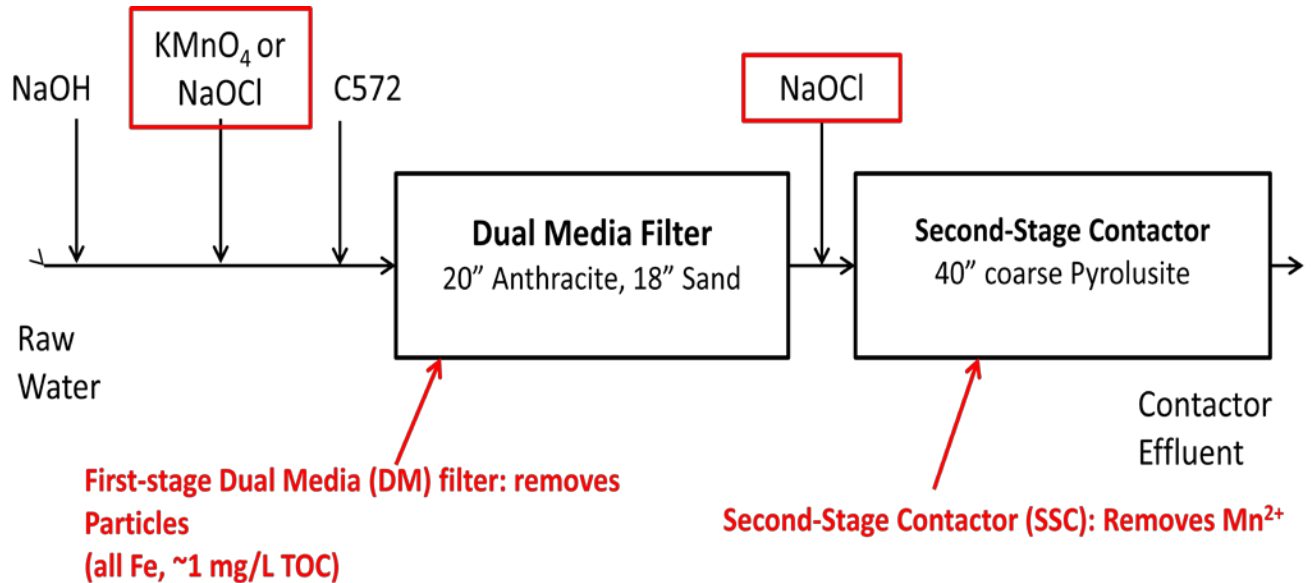 KMnO₄ or
NaOCl
NaOH
C572
NaOCl
Dual Media Filter
20” Anthracite, 18” Sand
Second-Stage Contactor
40” coarse Pyrolusite
Raw
Water
Contactor
Effluent
First-stage Dual Media (DM) filter: removes
Particles
(all Fe, ~1 mg/L TOC)
Second-Stage Contactor (SSC): Removes Mn²⁺